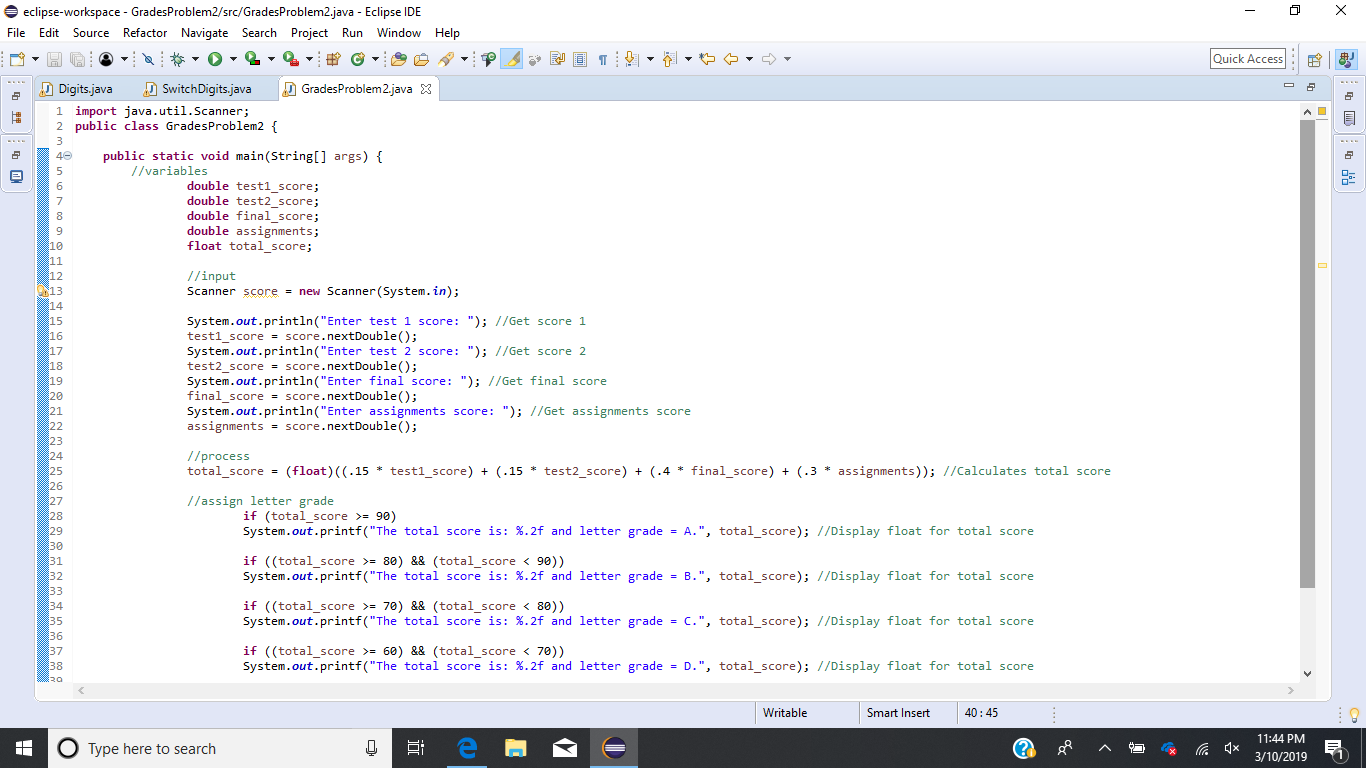 eclipse-workspace - GradesProblem2/src/GradesProblem2.java - Eclipse IDE
File Edit Source Refactor Navigate Search Project Run Window Help
Quick Access
Digits.java SwitchDigits.java GradesProblem2.java
1 import java.util.Scanner;
2 public class GradesProblem2 {
3
4 public static void main(String[] args) {
5 //variables
6 double test1_score;
7 double test2_score;
8 double final_score;
9 double assignments;
10 float total_score;
11
12 //input
13 Scanner score = new Scanner(System.in);
14
15 System.out.println("Enter test 1 score: "); //Get score 1
16 test1_score = score.nextDouble();
17 System.out.println("Enter test 2 score: "); //Get score 2
18 test2_score = score.nextDouble();
19 System.out.println("Enter final score: "); //Get final score
20 final_score = score.nextDouble();
21 System.out.println("Enter assignments score: "); //Get assignments score
22 assignments = score.nextDouble();
23
24 //process
25 total_score = (float)((.15 * test1_score) + (.15 * test2_score) + (.4 * final_score) + (.3 * assignments)); //Calculates total score
26
27 //assign letter grade
28 if (total_score >= 90)
29 System.out.printf("The total score is: %.2f and letter grade = A.", total_score); //Display float for total score
30
31 if ((total_score >= 80) && (total_score < 90))
32 System.out.printf("The total score is: %.2f and letter grade = B.", total_score); //Display float for total score
33
34 if ((total_score >= 70) && (total_score < 80))
35 System.out.printf("The total score is: %.2f and letter grade = C.", total_score); //Display float for total score
36
37 if ((total_score >= 60) && (total_score < 70))
38 System.out.printf("The total score is: %.2f and letter grade = D.", total_score); //Display float for total score
39
Writable Smart Insert 40 : 45
Type here to search
11:44 PM
3/10/2019
1